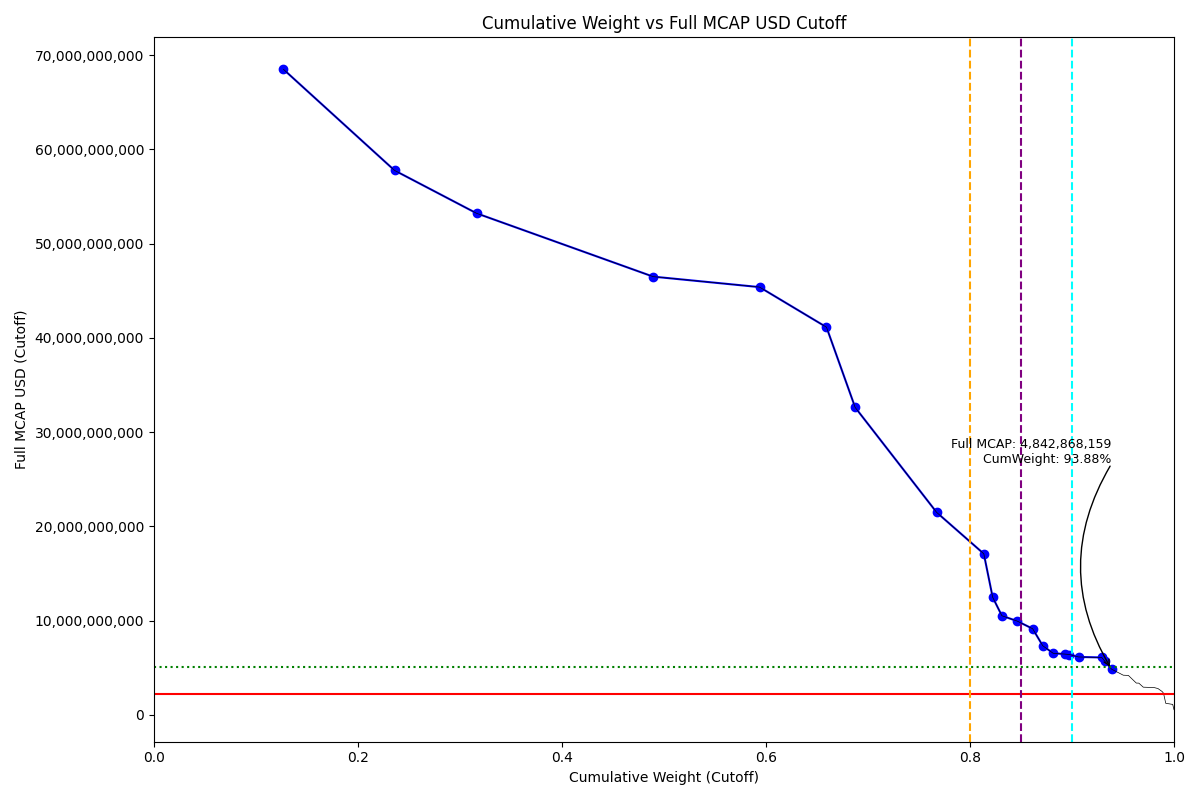 Cumulative Weight vs Full MCAP USD Cutoff
Full MCAP USD (Cutoff)
70,000,000,000
60,000,000,000
50,000,000,000
40,000,000,000
30,000,000,000
20,000,000,000
10,000,000,000
0
Full MCAP: 4,842,868,159
CumWeight: 93.88%
0.0
0.2
0.4
0.6
0.8
1.0
Cumulative Weight (Cutoff)